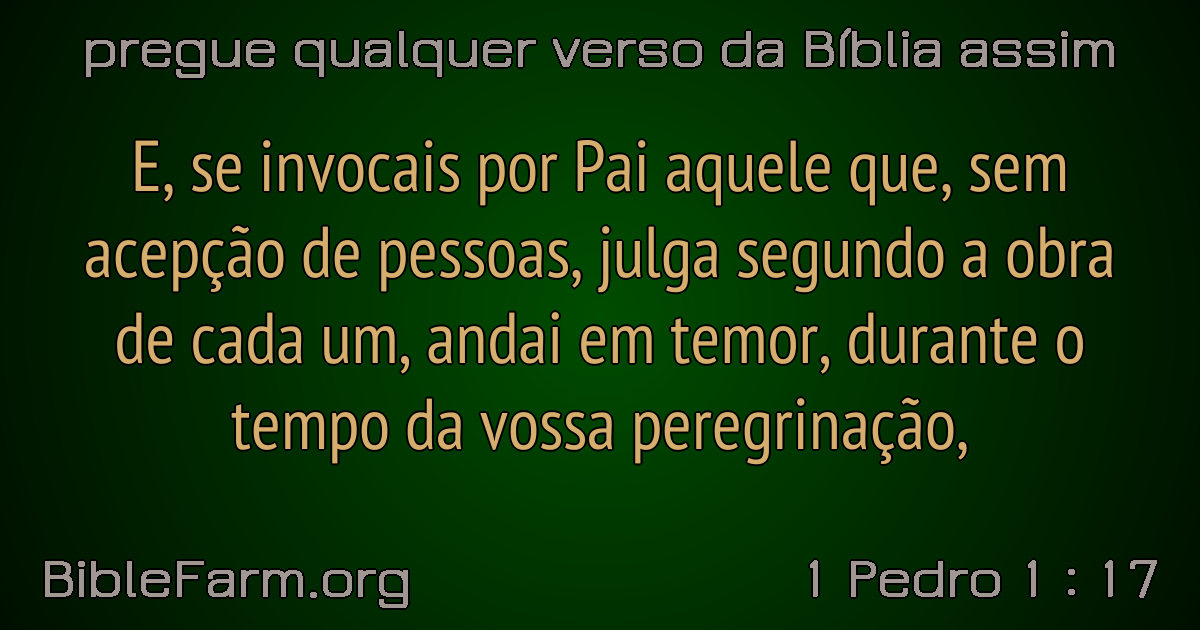 pregue qualquer verso da Bíblia assim
E, se invocais por Pai aquele que, sem
acepção de pessoas, julga segundo a obra
de cada um, andai em temor, durante o
tempo da vossa peregrinação,
BibleFarm.org
1 Pedro 1 : 17